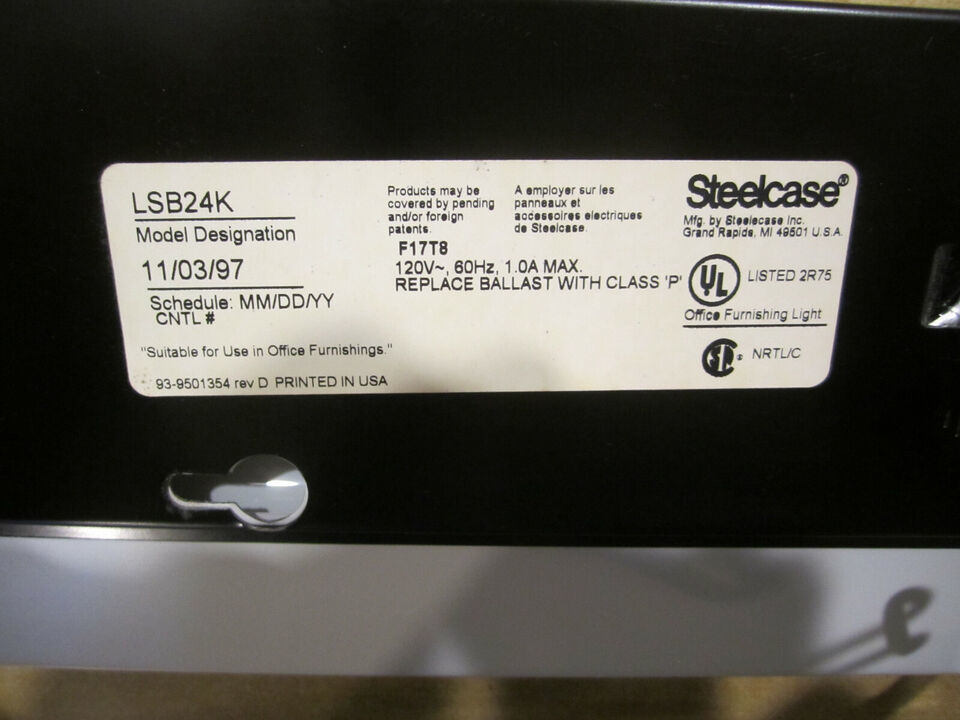 LSB24K
Model Designation
11/03/97
Schedule: MM/DD/YY
CNTL #
"Suitable for Use in Office Furnishings."
93-9501354 rev D PRINTED IN USA
Products may be
covered by pending
and/or foreign
patents.
A employer sur les
panneaux et
accessoires electriques
de Steelcase.
F17T8
120V~, 60Hz, 1.0A MAX.
REPLACE BALLAST WITH CLASS 'P'
Steelcase®
Mfg. by Steelecase Inc.
Grand Rapids, MI 49501 U.S.A.
UL LISTED 2R75
Office Furnishing Light
NRTL/C